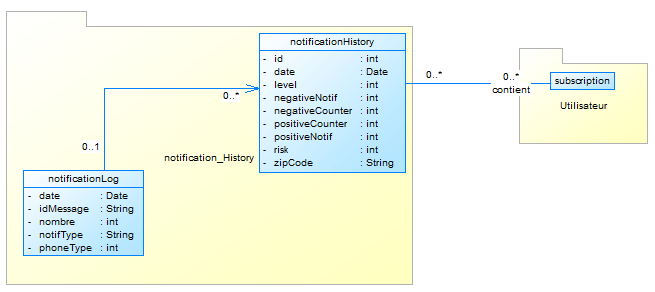 notificationHistory
- id : int
- date : Date
- level : int
- negativeNotif : int
- negativeCounter : int
- positiveCounter : int
- positiveNotif : int
- risk : int
- zipCode : String
0..*
0..*
contient
subscription
Utilisateur
0..*
0..1
notification_History
notificationLog
- date : Date
- idMessage : String
- nombre : int
- notifType : String
- phoneType : int